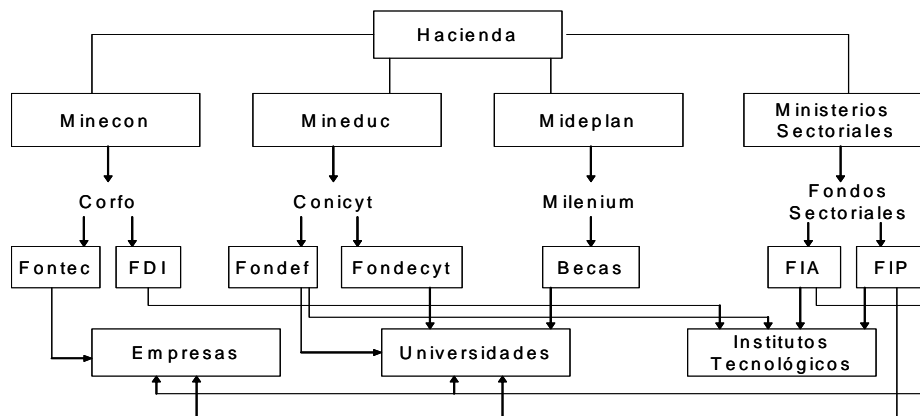 Hacienda
Minecon
Mineduc
Mideplan
Ministerios
Sectoriales
Corfo
Conicyt
Milenium
Fondos
Sectoriales
Fontec
FDI
Fondef
Fondecyt
Becas
FIA
FIP
Empresas
Universidades
Institutos
Tecnológicos